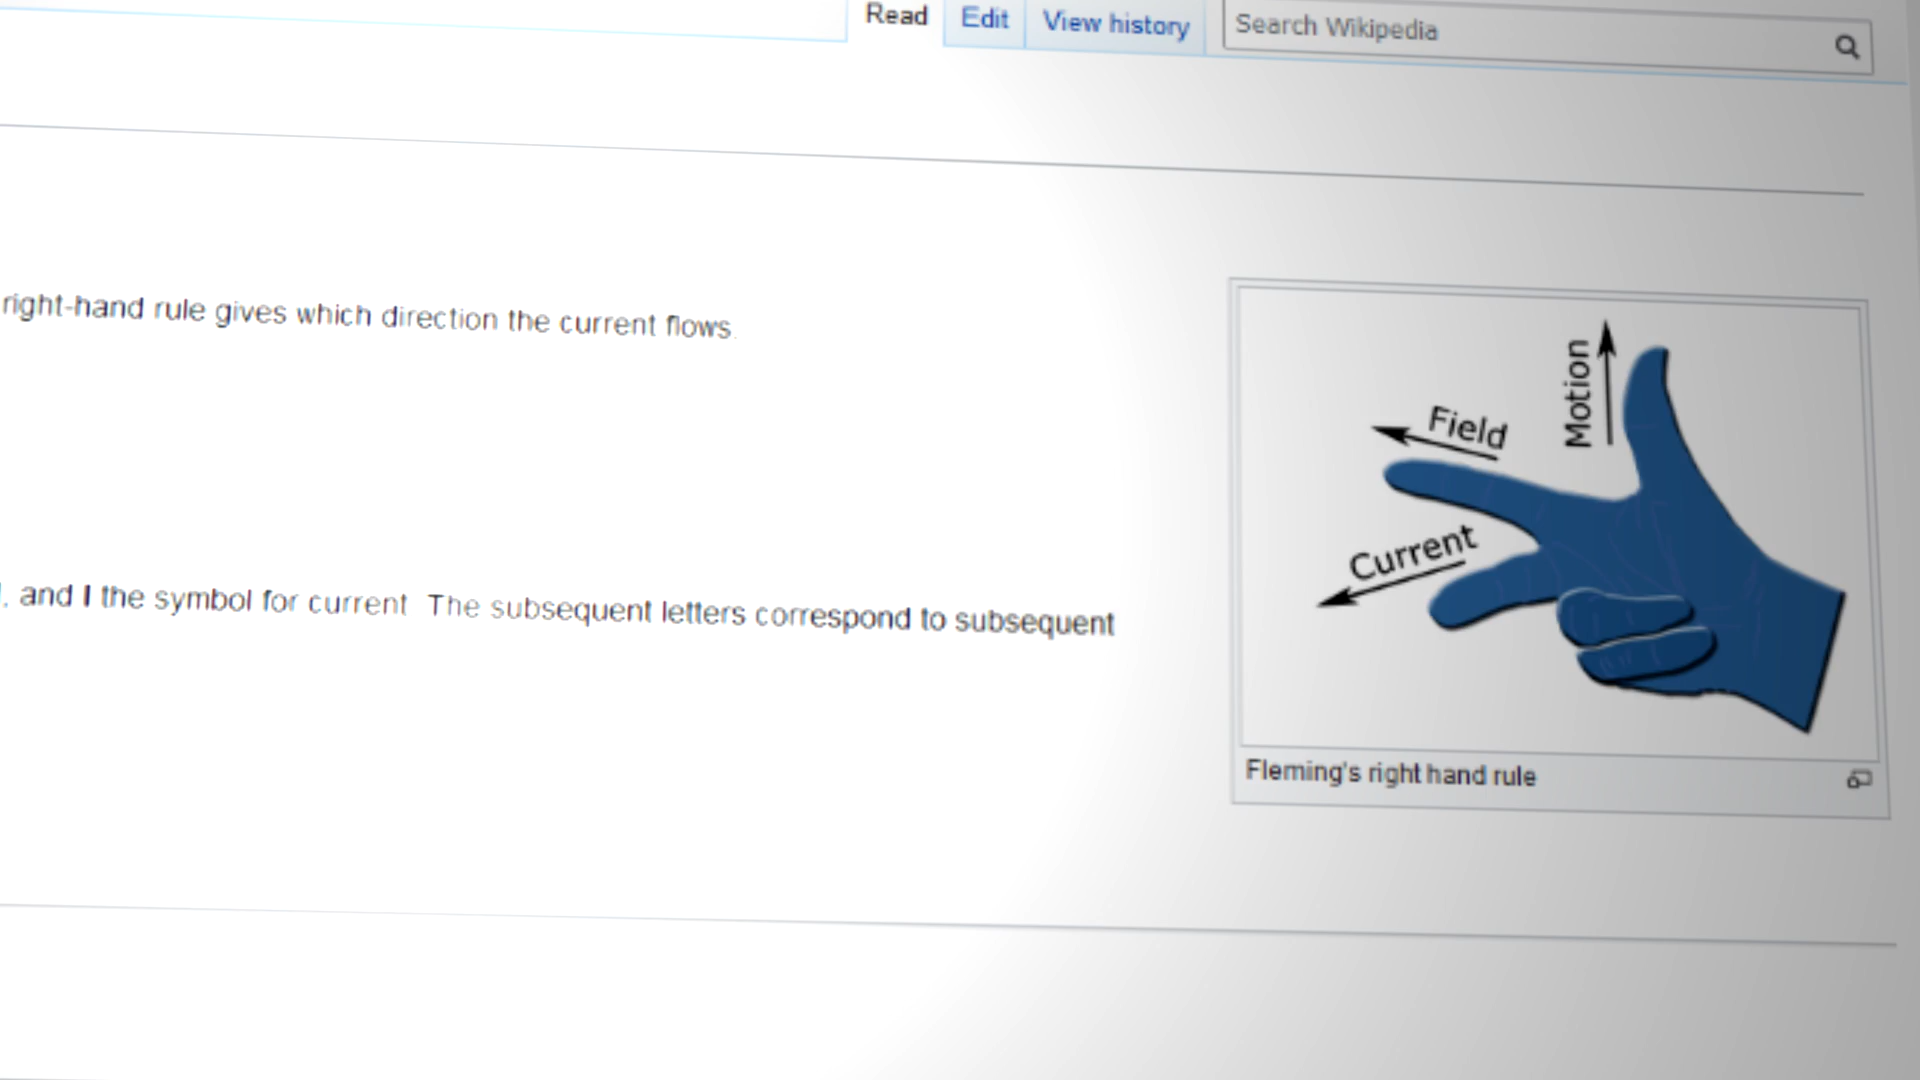 Read Edit View history Search Wikipedia
right-hand rule gives which direction the current flows.
Motion
Field
Current
, and I the symbol for current. The subsequent letters correspond to subsequent
Fleming's right hand rule